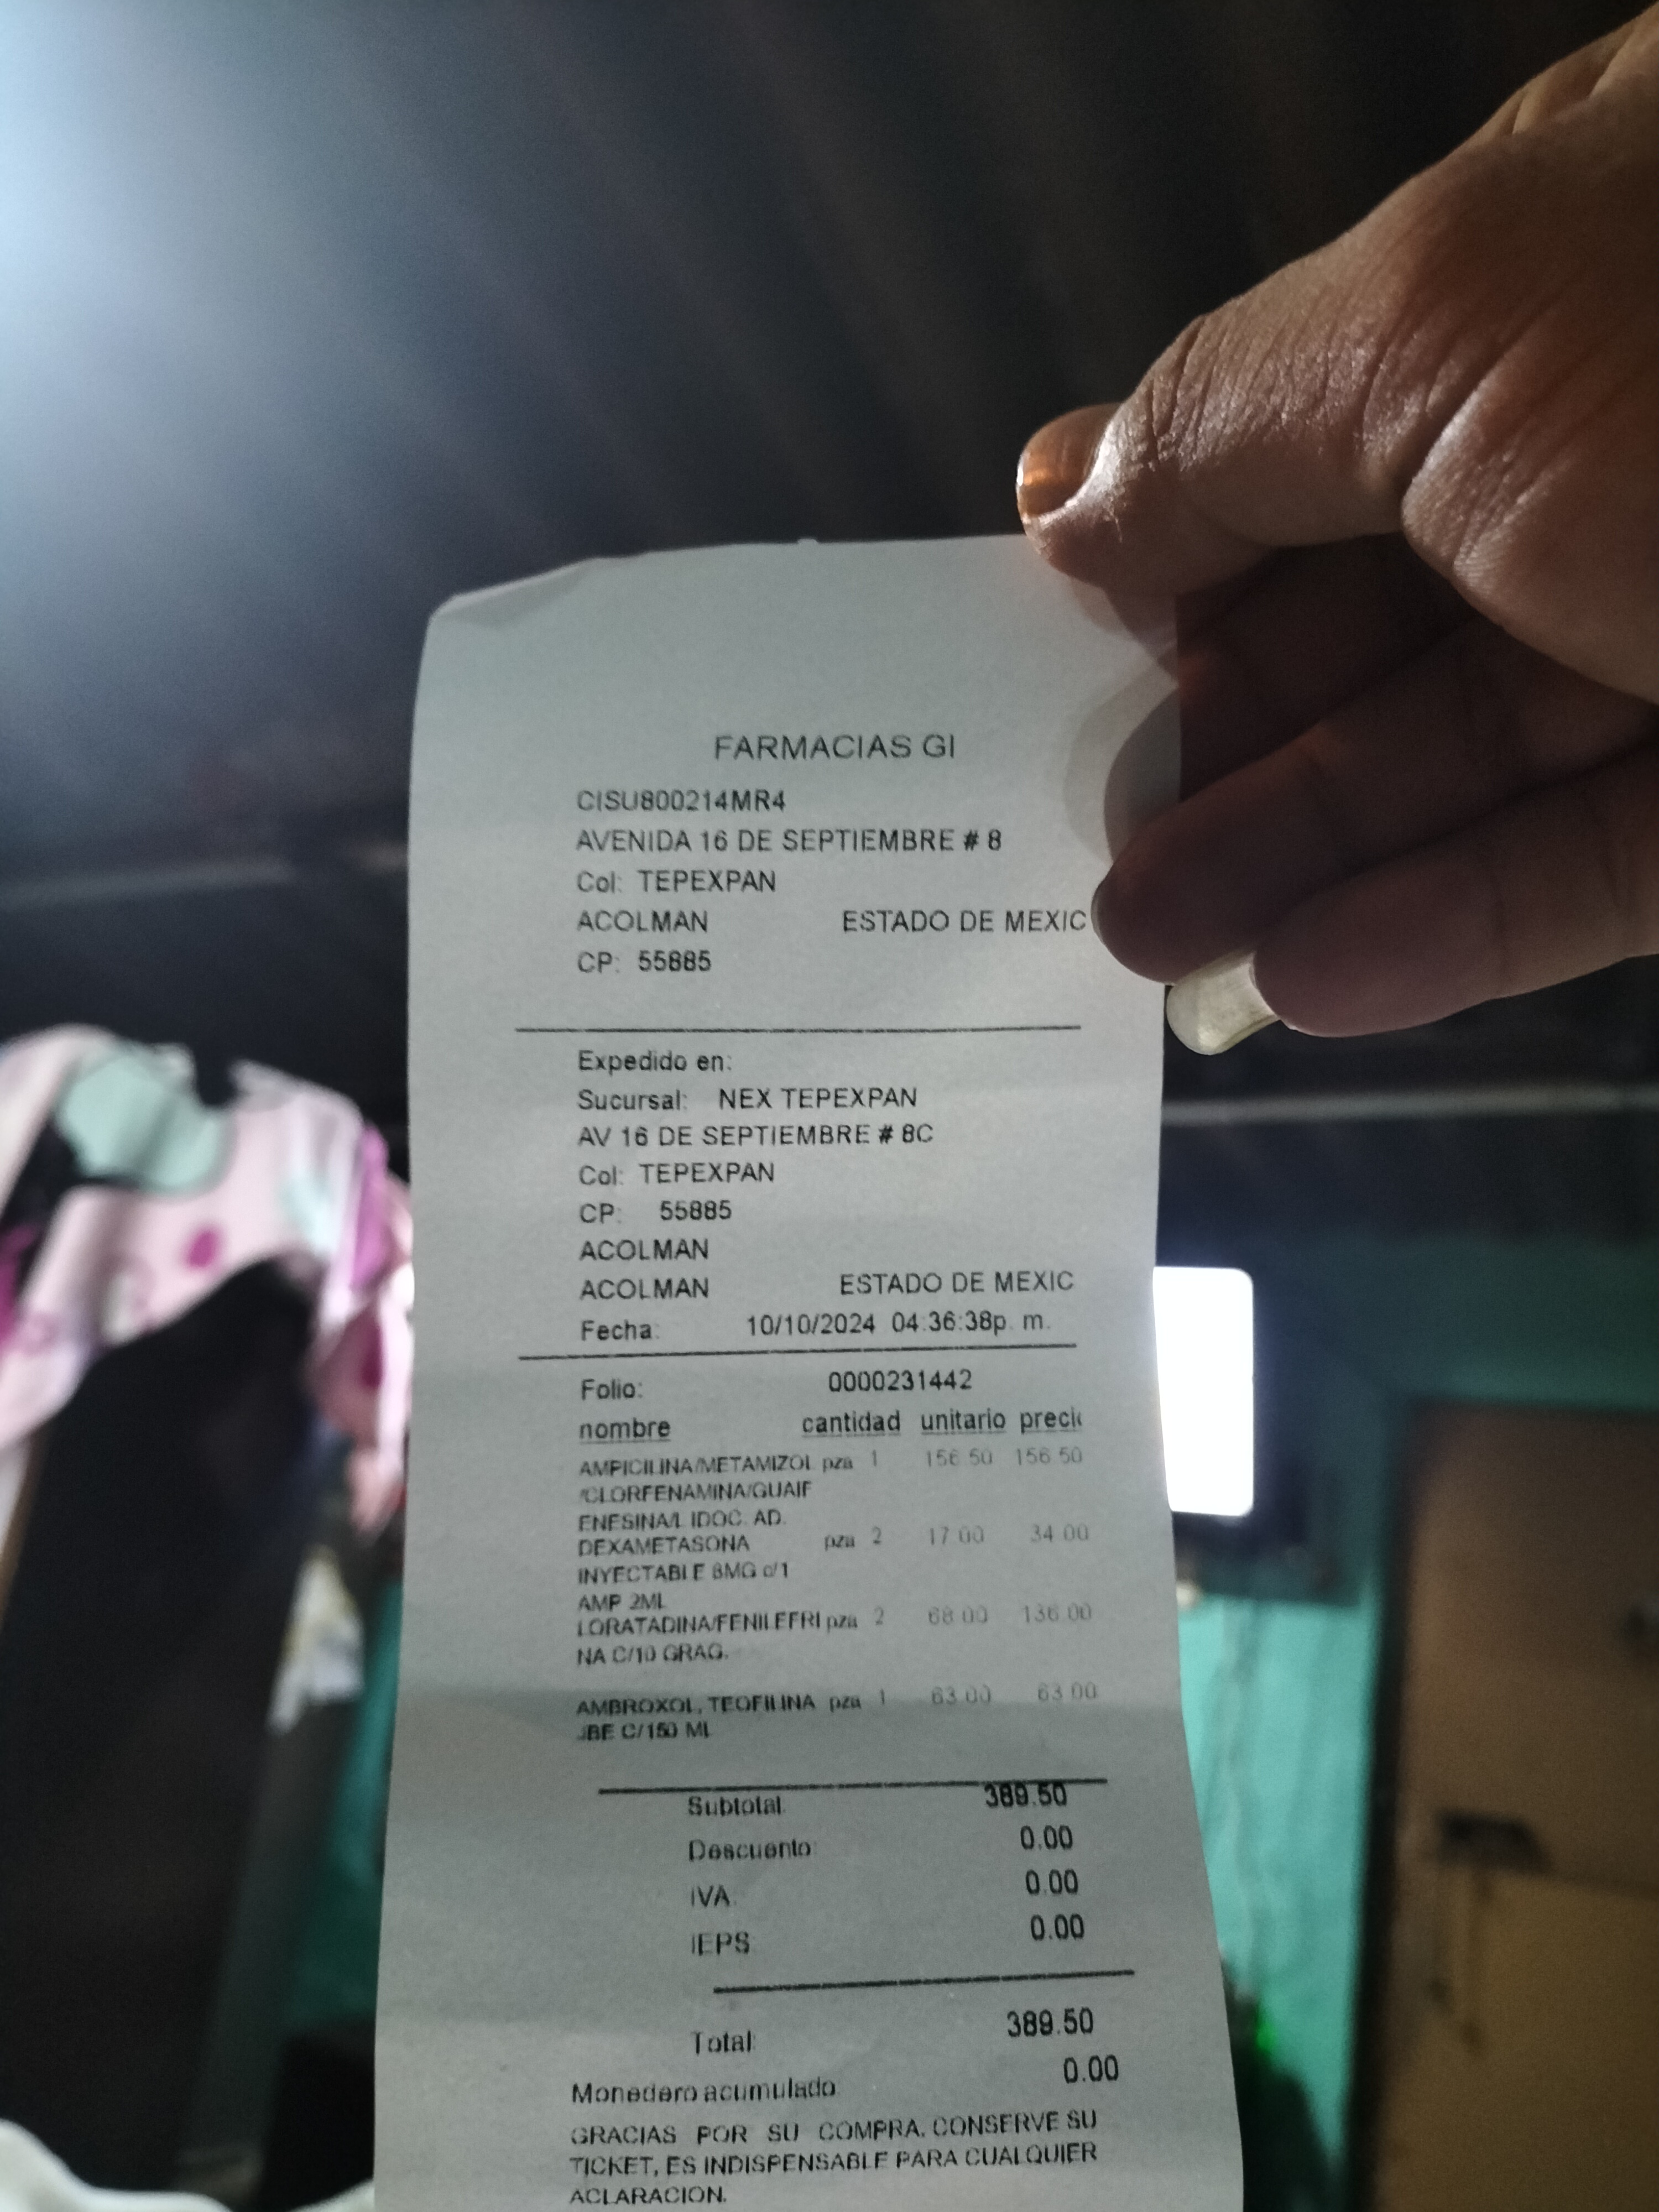 FARMACIAS GI
CISU800214MR4
AVENIDA 16 DE SEPTIEMBRE # 8
Col: TEPEXPAN
ACOLMAN ESTADO DE MEXIC
CP: 55885
Expedido en:
Sucursal: NEX TEPEXPAN
AV 16 DE SEPTIEMBRE # 8C
Col: TEPEXPAN
CP: 55885
ACOLMAN
ACOLMAN ESTADO DE MEXIC
Fecha: 10/10/2024 04:36:38p. m.
Folio: 0000231442
nombre cantidad unitario preci
AMPICILINA/METAMIZOL pza 1 156.50 156.50
/CLORFENAMINA/GUAIF
ENESINA/LIDOC. AD.
DEXAMETASONA pza 2 17.00 34.00
INYECTABLE 8MG c/1
AMP 2ML
LORATADINA/FENILEFRI pza 2 68.00 136.00
NA C/10 GRAG.
AMBROXOL, TEOFILINA pza 1 63.00 63.00
JBE C/150 ML
Subtotal: 389.50
Descuento: 0.00
IVA: 0.00
IEPS 0.00
Total: 389.50
Monedero acumulado: 0.00
GRACIAS POR SU COMPRA, CONSERVE SU
TICKET, ES INDISPENSABLE PARA CUALQUIER
ACLARACION.